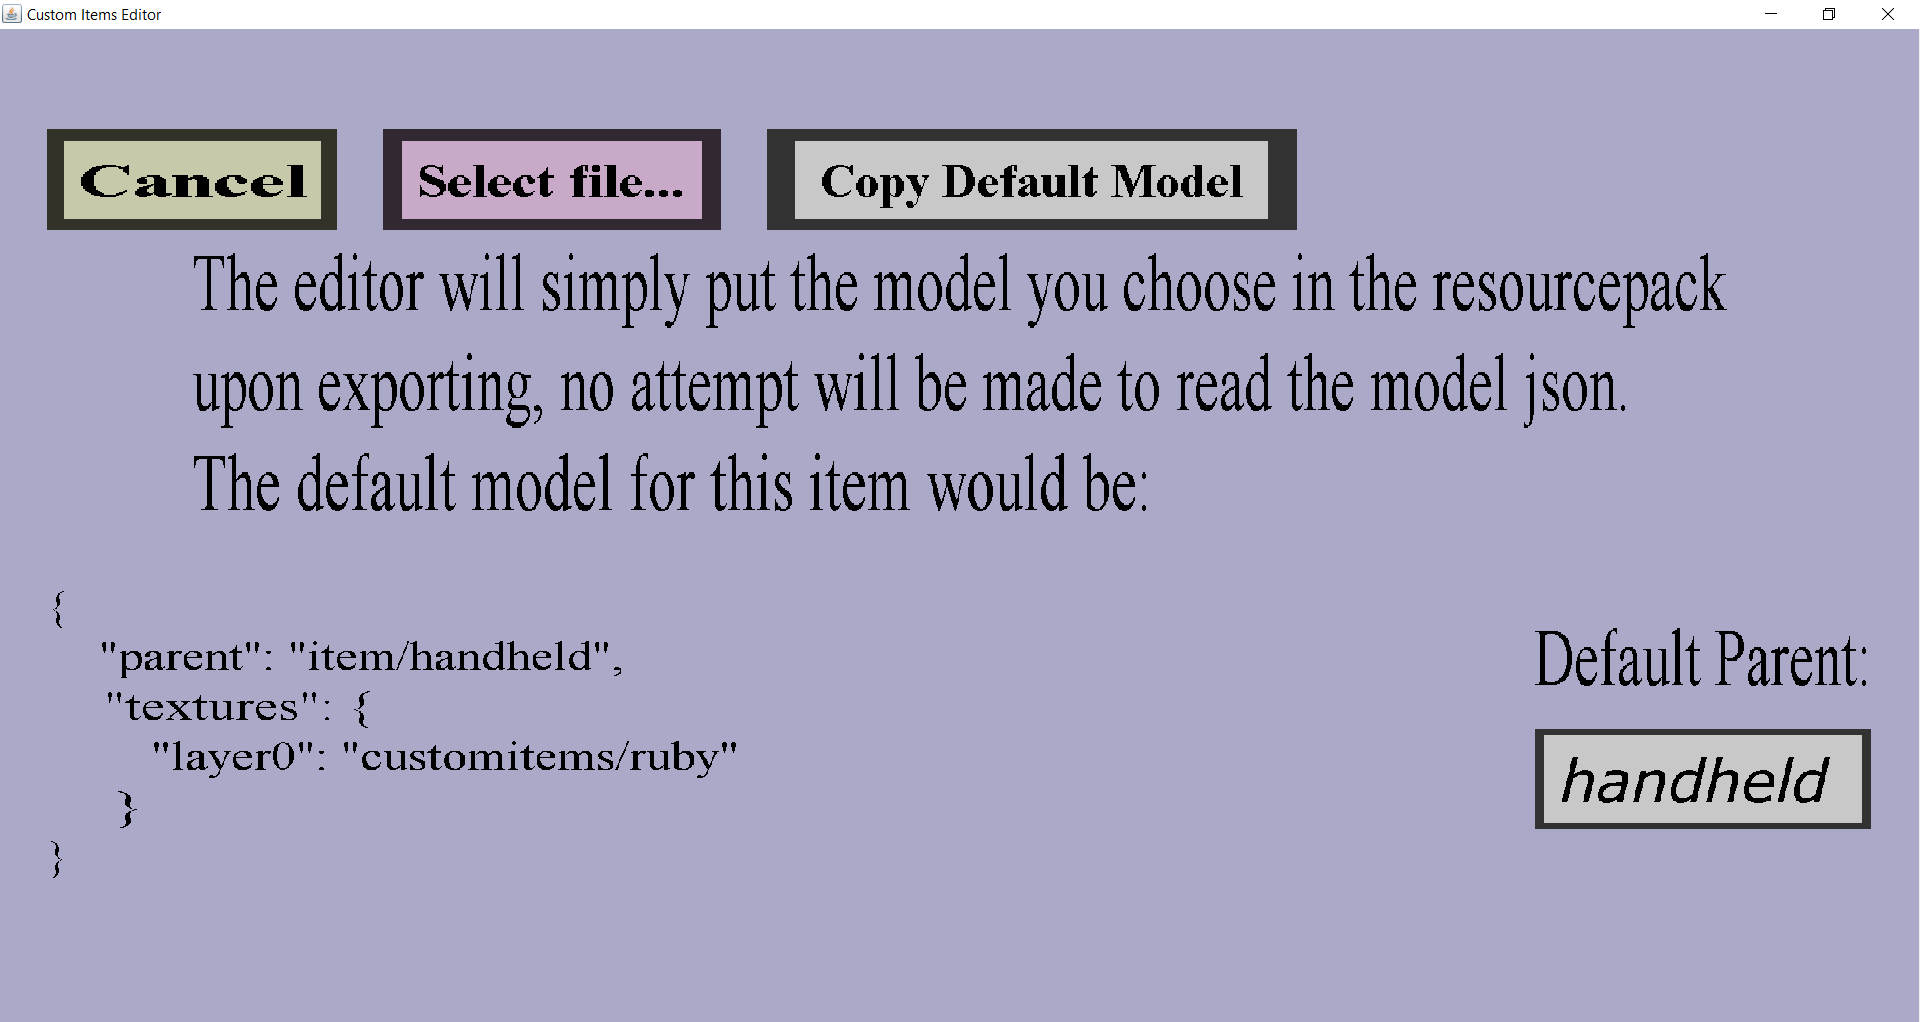 Custom Items Editor
Cancel
Select file...
Copy Default Model
The editor will simply put the model you choose in the resourcepack
upon exporting, no attempt will be made to read the model json.
The default model for this item would be:
{
"parent": "item/handheld",
"textures": {
"layer0": "customitems/ruby"
}
}
Default Parent:
handheld